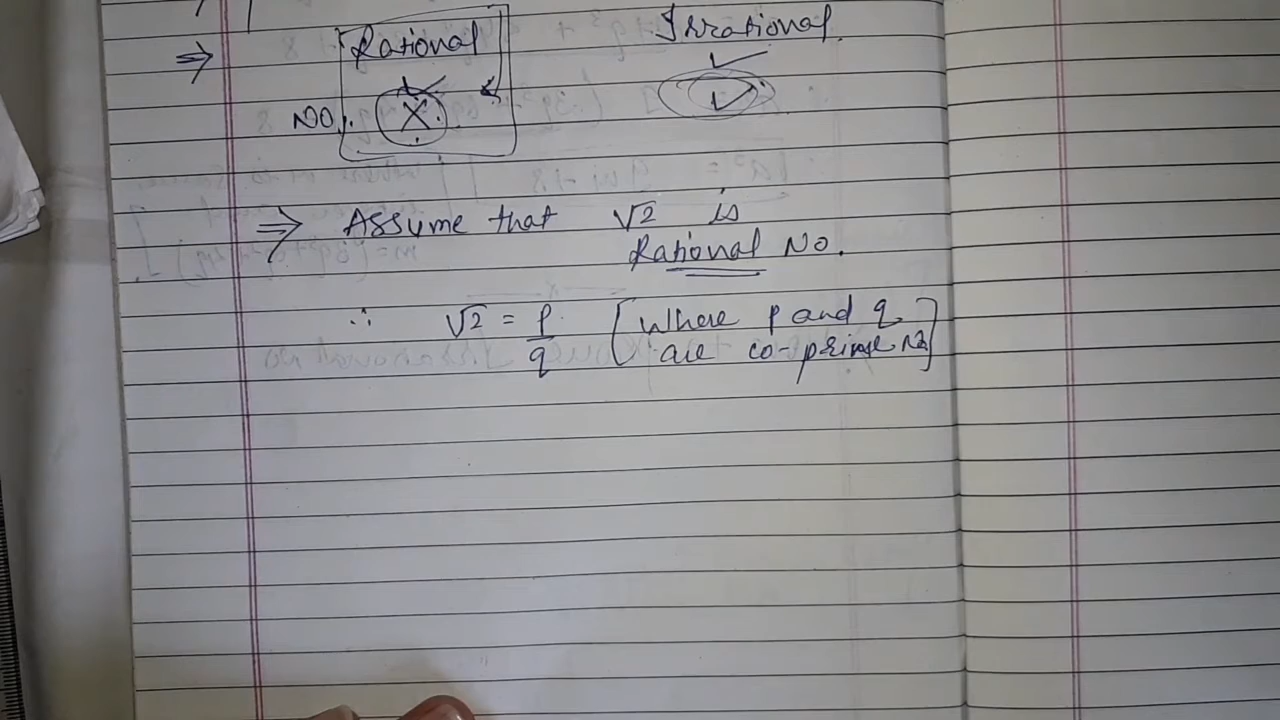 ⇒ Rational Irrational.
NO. X ✓
⇒ Assume that √2 is
Rational No.
∴ √2 = p/q [Where p and q
are co-prime No]